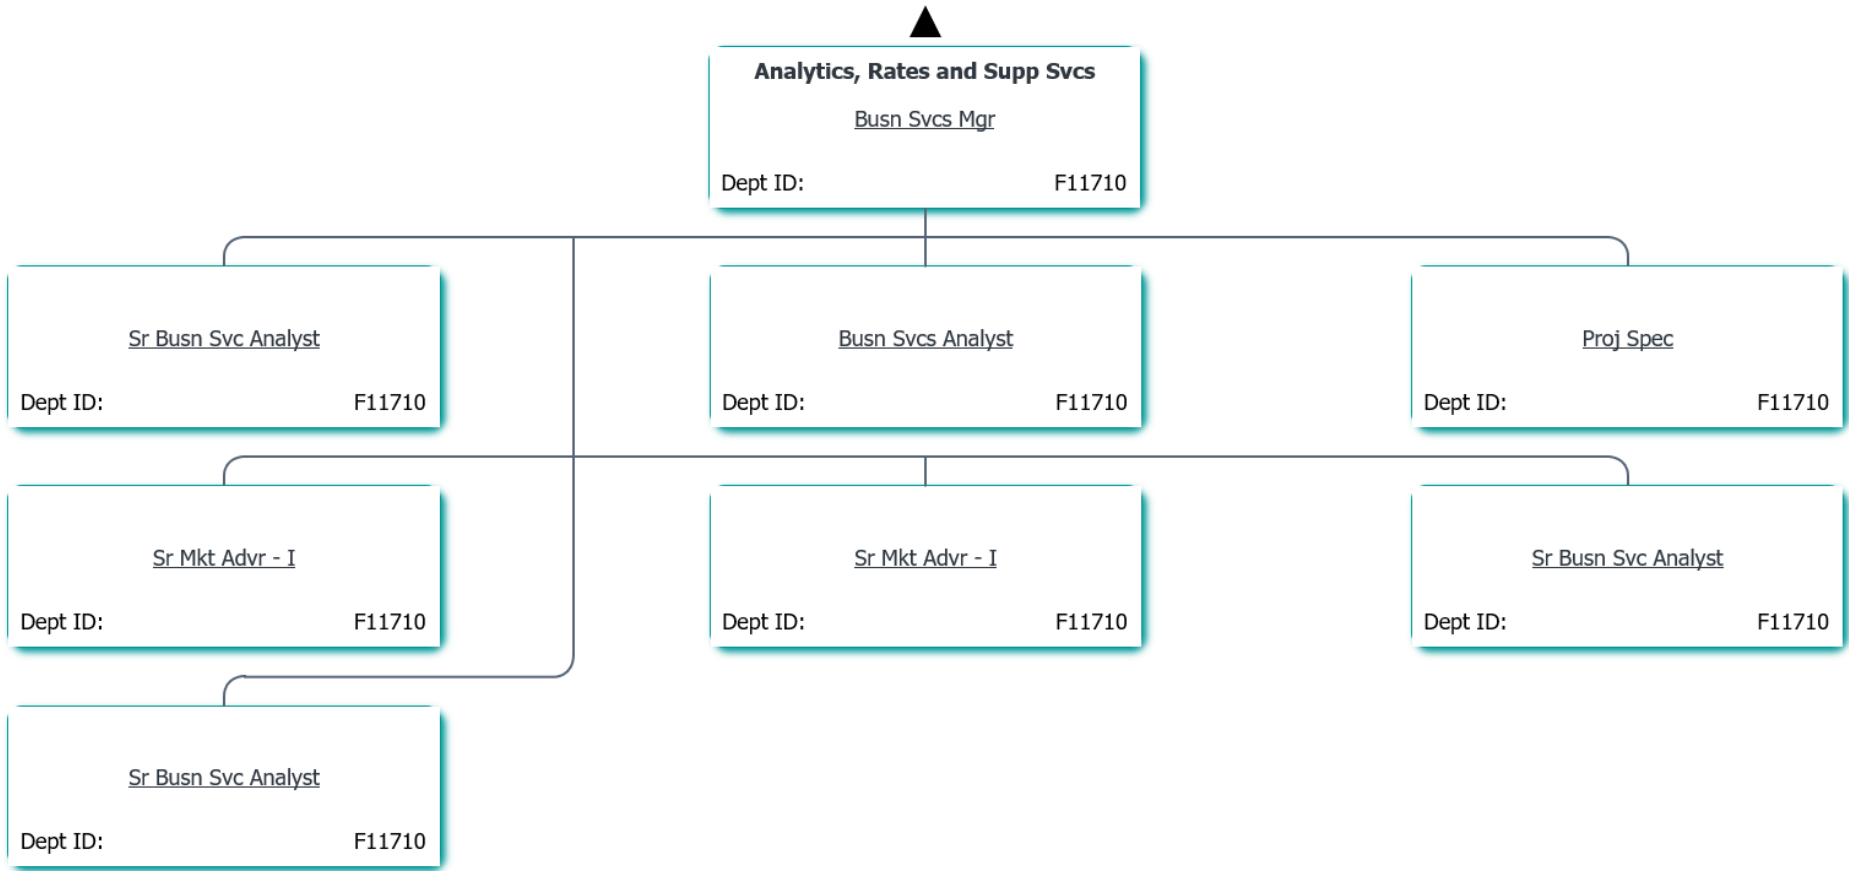 Analytics, Rates and Supp Svcs
Busn Svcs Mgr
Dept ID: F11710
Sr Busn Svc Analyst
Dept ID: F11710
Busn Svcs Analyst
Dept ID: F11710
Proj Spec
Dept ID: F11710
Sr Mkt Advr - I
Dept ID: F11710
Sr Mkt Advr - I
Dept ID: F11710
Sr Busn Svc Analyst
Dept ID: F11710
Sr Busn Svc Analyst
Dept ID: F11710